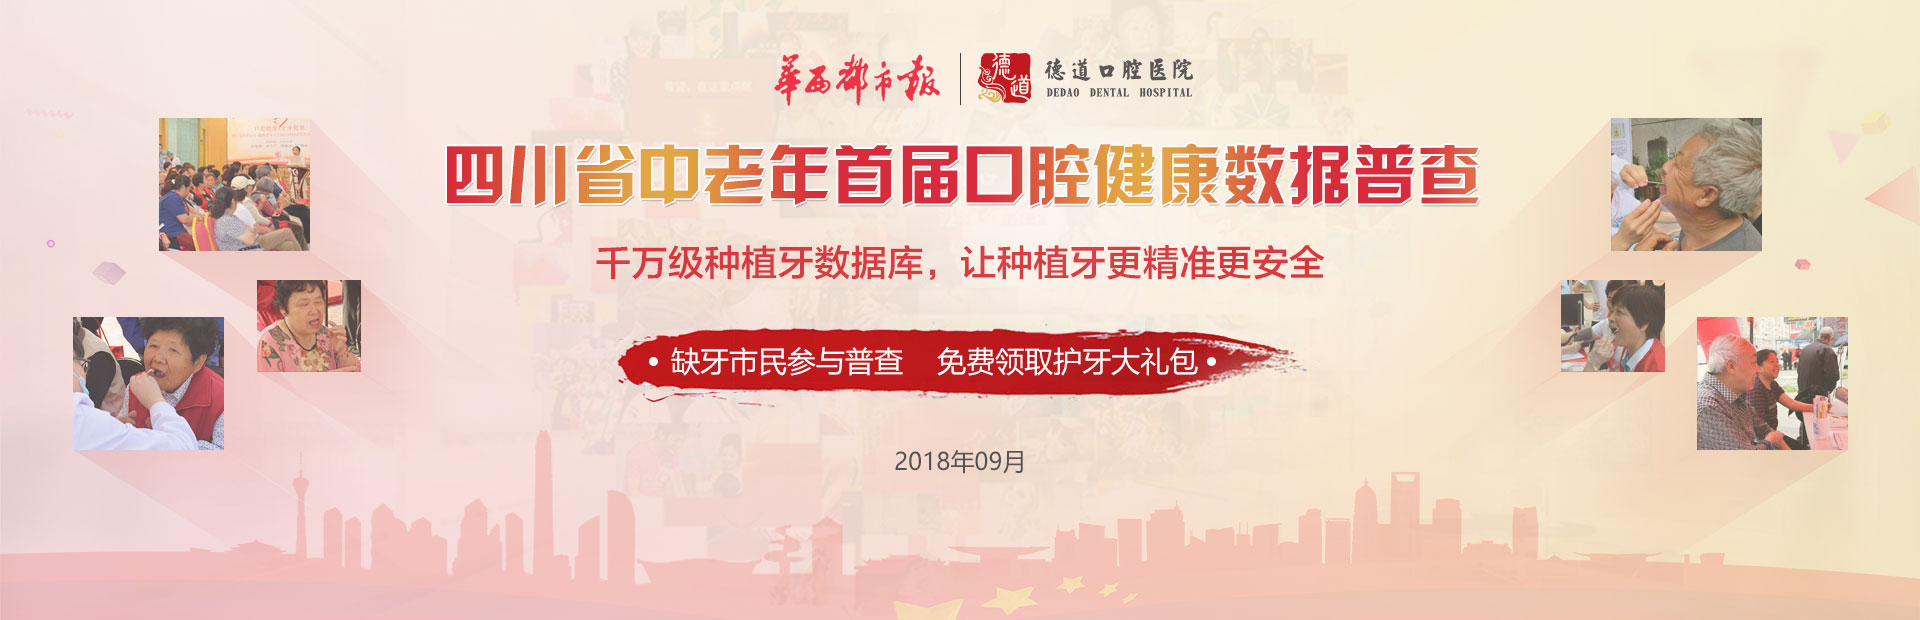 華西都市报
德道
德道口腔医院
DEDAO DENTAL HOSPITAL
四川省中老年首届口腔健康数据普查
千万级种植牙数据库，让种植牙更精准更安全
• 缺牙市民参与普查 免费领取护牙大礼包 •
2018年09月